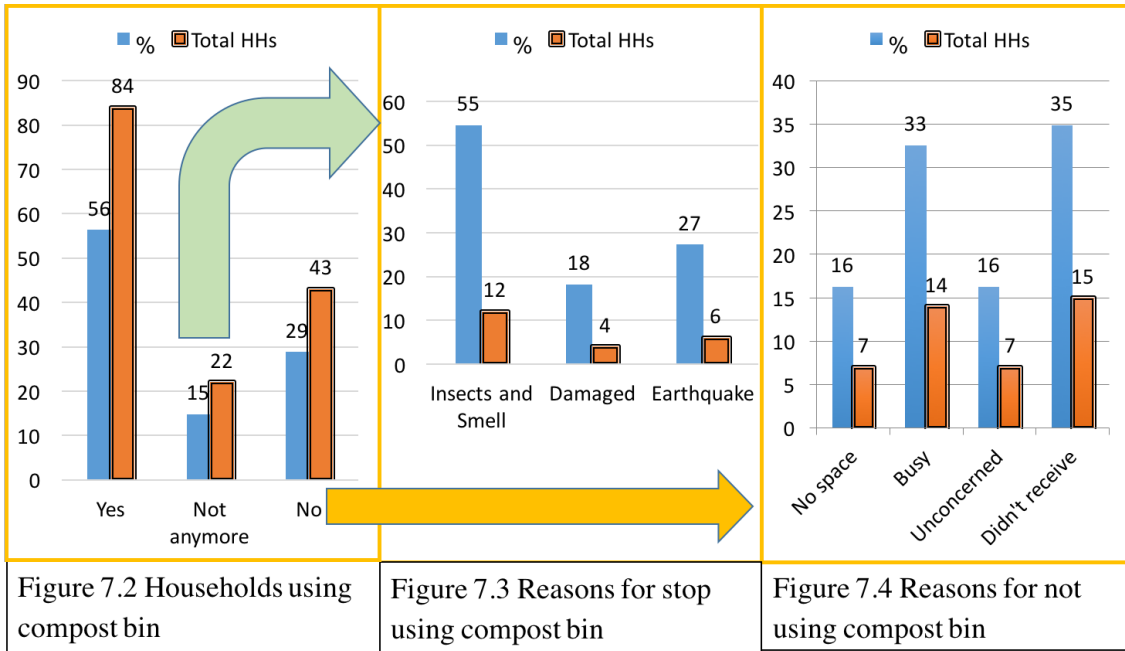 % Total HHs
90
80
70
60
50
40
30
20
10
0
84
56
22
15
43
29
Yes
Not
anymore
No
Figure 7.2 Households using
compost bin
% Total HHs
60
50
40
30
20
10
0
55
12
18
4
27
6
Insects and
Smell
Damaged
Earthquake
Figure 7.3 Reasons for stop
using compost bin
% Total HHs
40
35
30
25
20
15
10
5
0
16
7
33
14
16
7
35
15
No space
Busy
Unconcerned
Didn't receive
Figure 7.4 Reasons for not
using compost bin